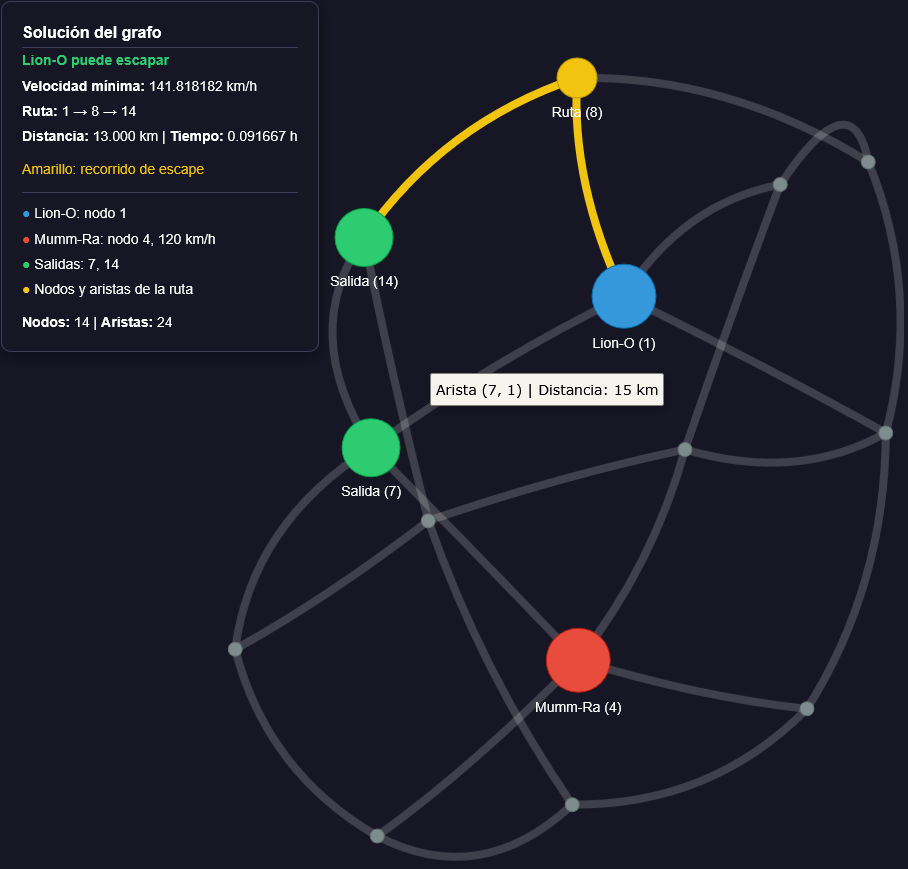 Solución del grafo
Lion-O puede escapar
Velocidad mínima: 141.818182 km/h
Ruta: 1 → 8 → 14
Distancia: 13.000 km | Tiempo: 0.091667 h
Amarillo: recorrido de escape
● Lion-O: nodo 1
● Mumm-Ra: nodo 4, 120 km/h
● Salidas: 7, 14
● Nodos y aristas de la ruta
Nodos: 14 | Aristas: 24
Ruta (8)
Salida (14)
Lion-O (1)
Arista (7, 1) | Distancia: 15 km
Salida (7)
Mumm-Ra (4)